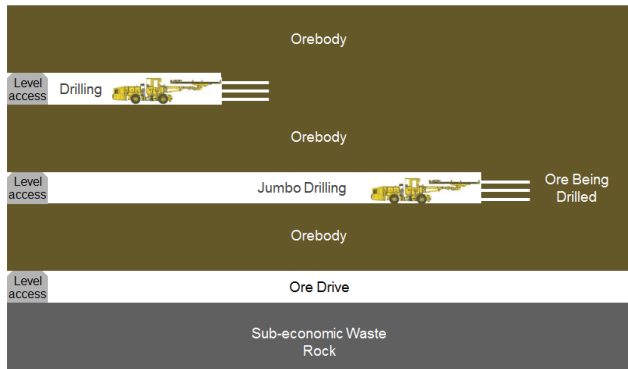 Orebody
Level
access
Drilling
Orebody
Level
access
Jumbo Drilling
Ore Being
Drilled
Orebody
Level
access
Ore Drive
Sub-economic Waste
Rock